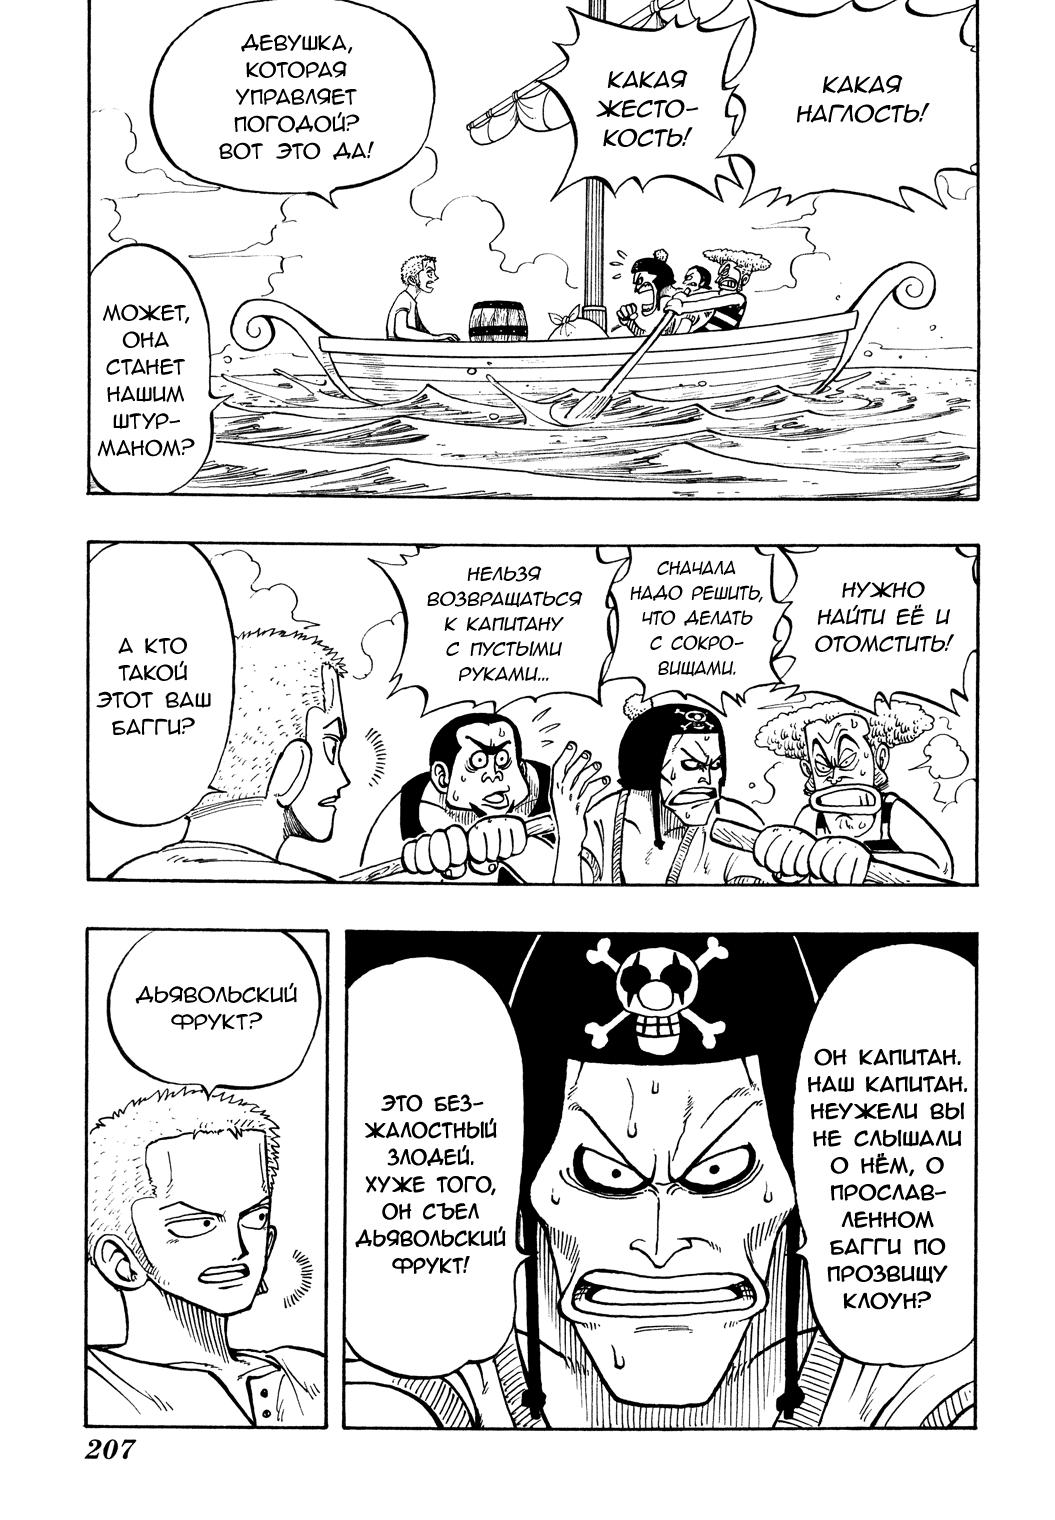 КАКАЯ
НАГЛОСТЬ!
КАКАЯ
ЖЕСТО-
КОСТЬ!
ДЕВУШКА,
КОТОРАЯ
УПРАВЛЯЕТ
ПОГОДОЙ?
ВОТ ЭТО ДА!
МОЖЕТ,
ОНА
СТАНЕТ
НАШИМ
ШТУР-
МАНОМ?
НУЖНО
НАЙТИ ЕЁ И
ОТОМСТИТЬ!
СНАЧАЛА
НАДО РЕШИТЬ,
ЧТО ДЕЛАТЬ
С СОКРО-
ВИЩАМИ.
НЕЛЬЗЯ
ВОЗВРАЩАТЬСЯ
К КАПИТАНУ
С ПУСТЫМИ
РУКАМИ...
А КТО
ТАКОЙ
ЭТОТ ВАШ
БАГГИ?
ОН КАПИТАН.
НАШ КАПИТАН.
НЕУЖЕЛИ ВЫ
НЕ СЛЫШАЛИ
О НЁМ, О
ПРОСЛАВ-
ЛЕННОМ
БАГГИ ПО
ПРОЗВИЩУ
КЛОУН?
ЭТО БЕЗ-
ЖАЛОСТНЫЙ
ЗЛОДЕЙ.
ХУЖЕ ТОГО,
ОН СЪЕЛ
ДЬЯВОЛЬСКИЙ
ФРУКТ!
ДЬЯВОЛЬСКИЙ
ФРУКТ?
207